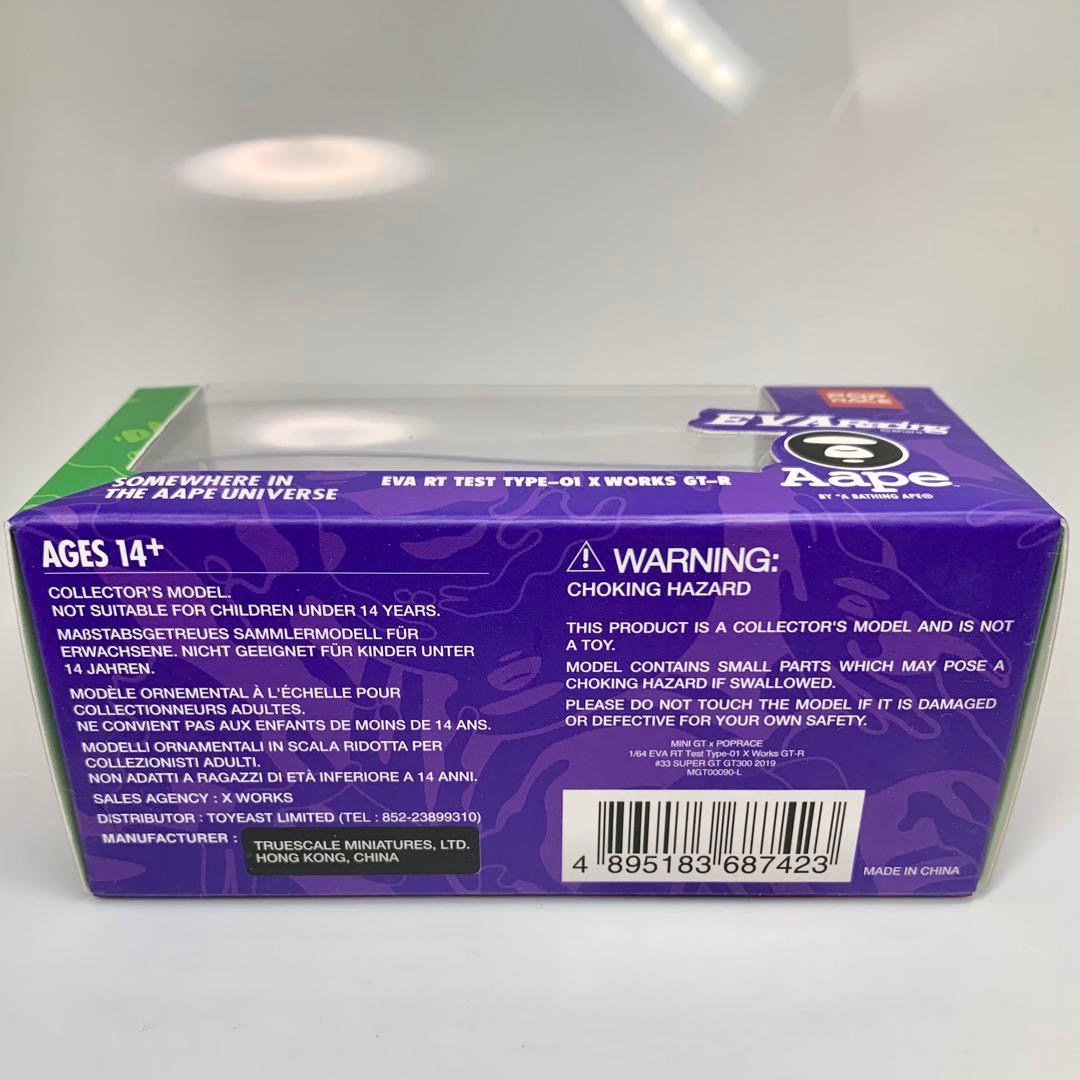 POP
RACE
EVA Racing
SOMEWHERE IN
THE AAPE UNIVERSE
EVA RT TEST TYPE-01 X WORKS GT-R
Aape
BY *A BATHING APE®
AGES 14+
COLLECTOR'S MODEL.
NOT SUITABLE FOR CHILDREN UNDER 14 YEARS.
MAßSTABSGETREUES SAMMLERMODELL FÜR
ERWACHSENE. NICHT GEEIGNET FÜR KINDER UNTER
14 JAHREN.
MODÈLE ORNEMENTAL À L'ÉCHELLE POUR
COLLECTIONNEURS ADULTES.
NE CONVIENT PAS AUX ENFANTS DE MOINS DE 14 ANS.
MODELLI ORNAMENTALI IN SCALA RIDOTTA PER
COLLEZIONISTI ADULTI.
NON ADATTI A RAGAZZI DI ETÀ INFERIORE A 14 ANNI.
SALES AGENCY : X WORKS
DISTRIBUTOR : TOYEAST LIMITED (TEL : 852-23899310)
MANUFACTURER :
TRUESCALE MINIATURES, LTD.
HONG KONG, CHINA
WARNING:
CHOKING HAZARD
THIS PRODUCT IS A COLLECTOR'S MODEL AND IS NOT
A TOY.
MODEL CONTAINS SMALL PARTS WHICH MAY POSE A
CHOKING HAZARD IF SWALLOWED.
PLEASE DO NOT TOUCH THE MODEL IF IT IS DAMAGED
OR DEFECTIVE FOR YOUR OWN SAFETY.
MINI GT x POPRACE
1/64 EVA RT Test Type-01 X Works GT-R
#33 SUPER GT GT300 2019
MGT00090-L
4 895183 687423
MADE IN CHINA